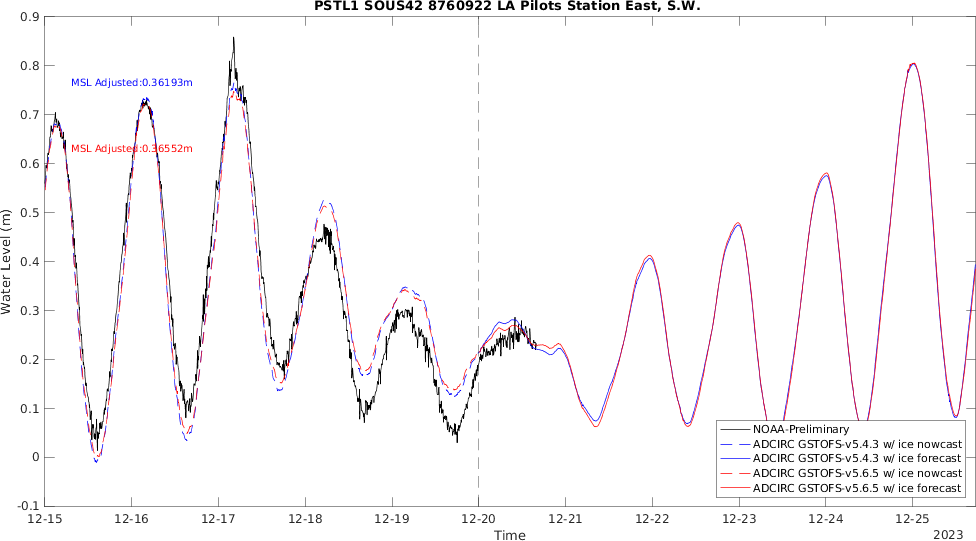 PSTL1 SOUS42 8760922 LA Pilots Station East, S.W.
0.9
0.8
MSL Adjusted:0.36193m
0.7
MSL Adjusted:0.36552m
0.6
0.5
Water Level (m)
0.4
0.3
0.2
0.1
NOAA-Preliminary
ADCIRC GSTOFS-v5.4.3 w/ ice nowcast
0
ADCIRC GSTOFS-v5.4.3 w/ ice forecast
ADCIRC GSTOFS-v5.6.5 w/ ice nowcast
ADCIRC GSTOFS-v5.6.5 w/ ice forecast
-0.1
12-15 12-16 12-17 12-18 12-19 12-20 12-21 12-22 12-23 12-24 12-25
Time
2023